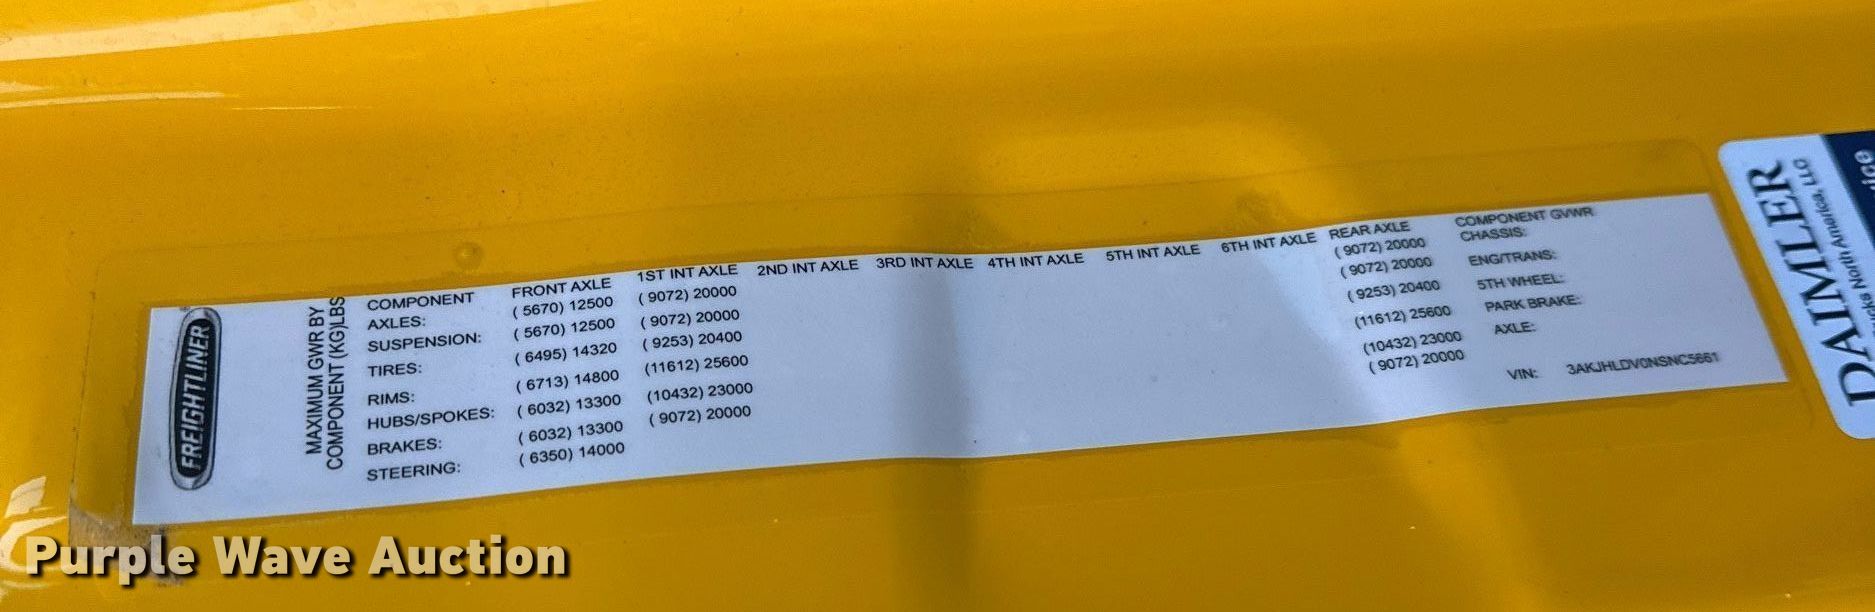 FREIGHTLINER
MAXIMUM GWR BY
COMPONENT (KG)LBS
COMPONENT FRONT AXLE 1ST INT AXLE 2ND INT AXLE 3RD INT AXLE 4TH INT AXLE 5TH INT AXLE 6TH INT AXLE REAR AXLE COMPONENT GVWR
AXLES: ( 5670) 12500 ( 9072) 20000 ( 9072) 20000 CHASSIS:
SUSPENSION: ( 5670) 12500 ( 9072) 20000 ( 9072) 20000 ENG/TRANS:
TIRES: ( 6495) 14320 ( 9253) 20400 ( 9253) 20400 5TH WHEEL:
RIMS: ( 6713) 14800 (11612) 25600 (11612) 25600 PARK BRAKE:
HUBS/SPOKES: ( 6032) 13300 (10432) 23000 (10432) 23000 AXLE:
BRAKES: ( 6032) 13300 ( 9072) 20000 ( 9072) 20000
STEERING: ( 6350) 14000
VIN: 3AKJHLDV0NSNC5661
DAIMLER
North America, LLC
Purple Wave Auction